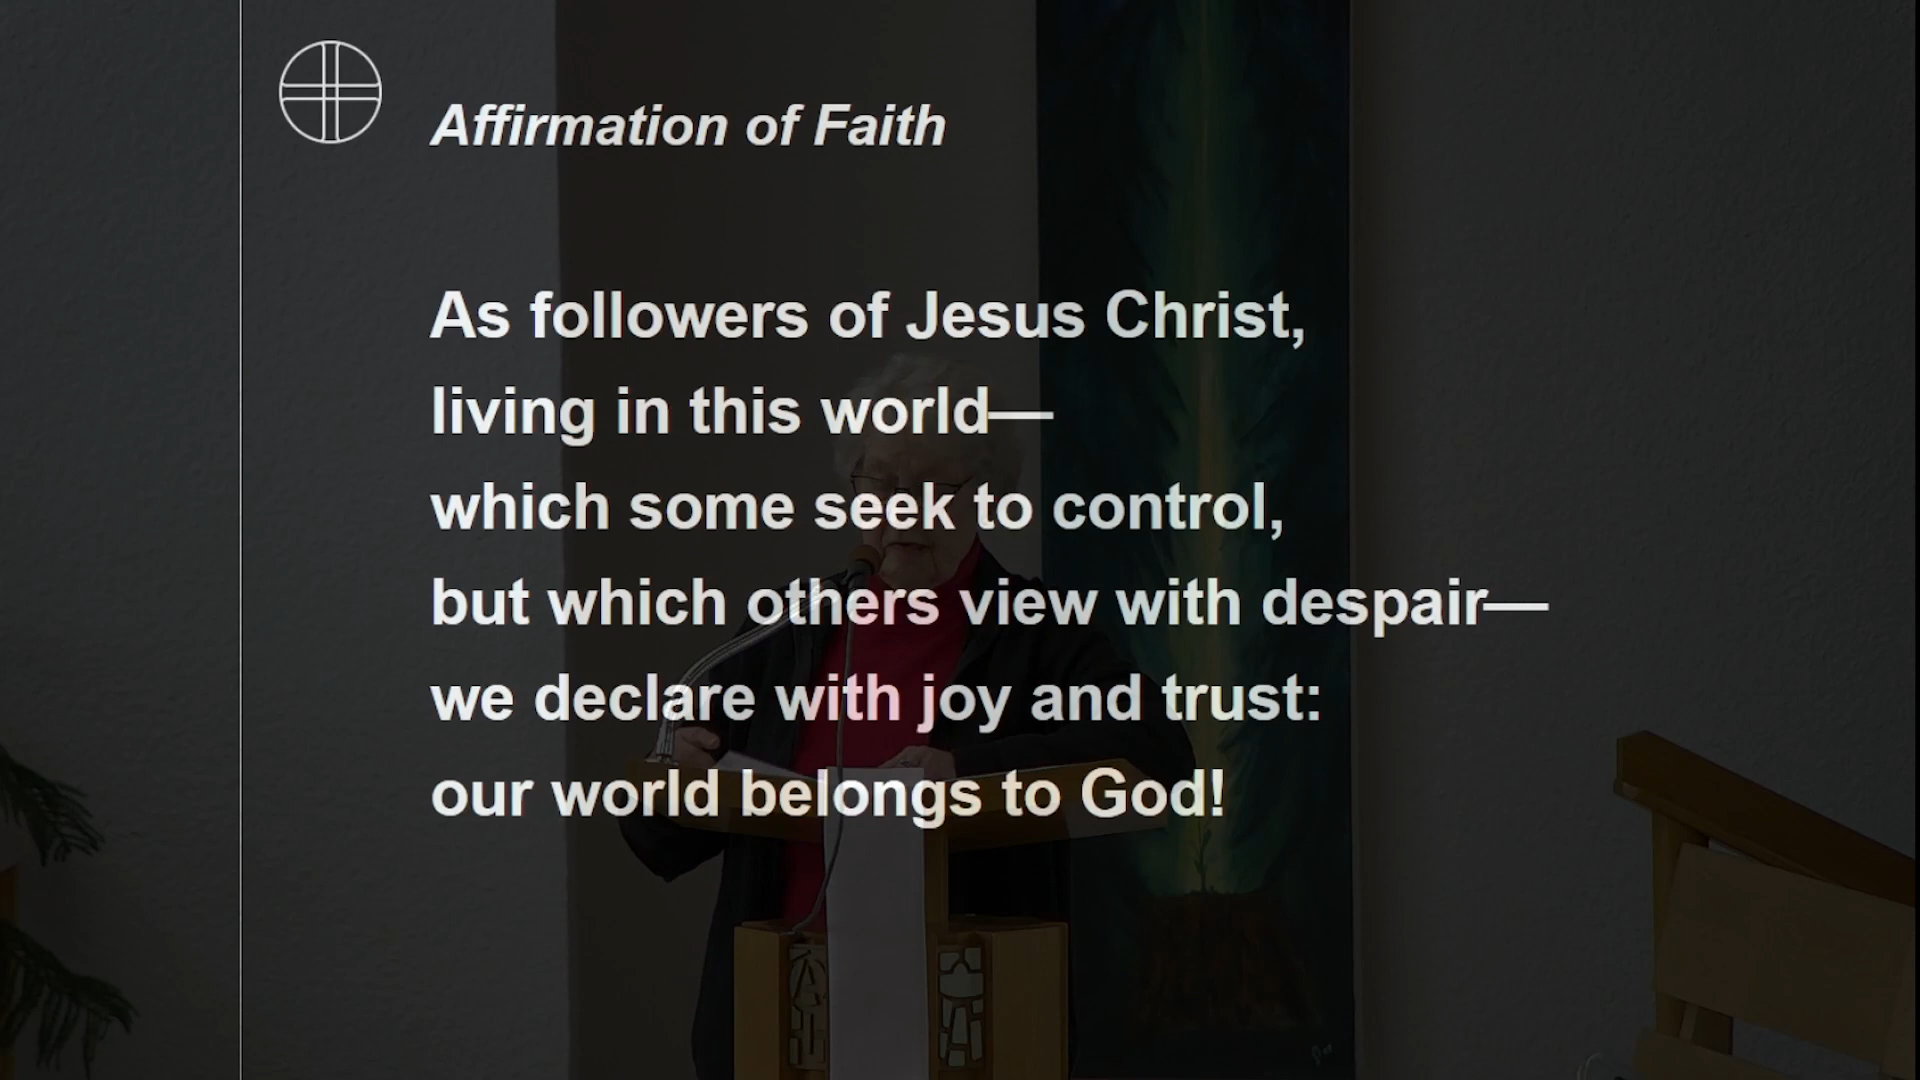 Affirmation of Faith
As followers of Jesus Christ,
living in this world—
which some seek to control,
but which others view with despair—
we declare with joy and trust:
our world belongs to God!